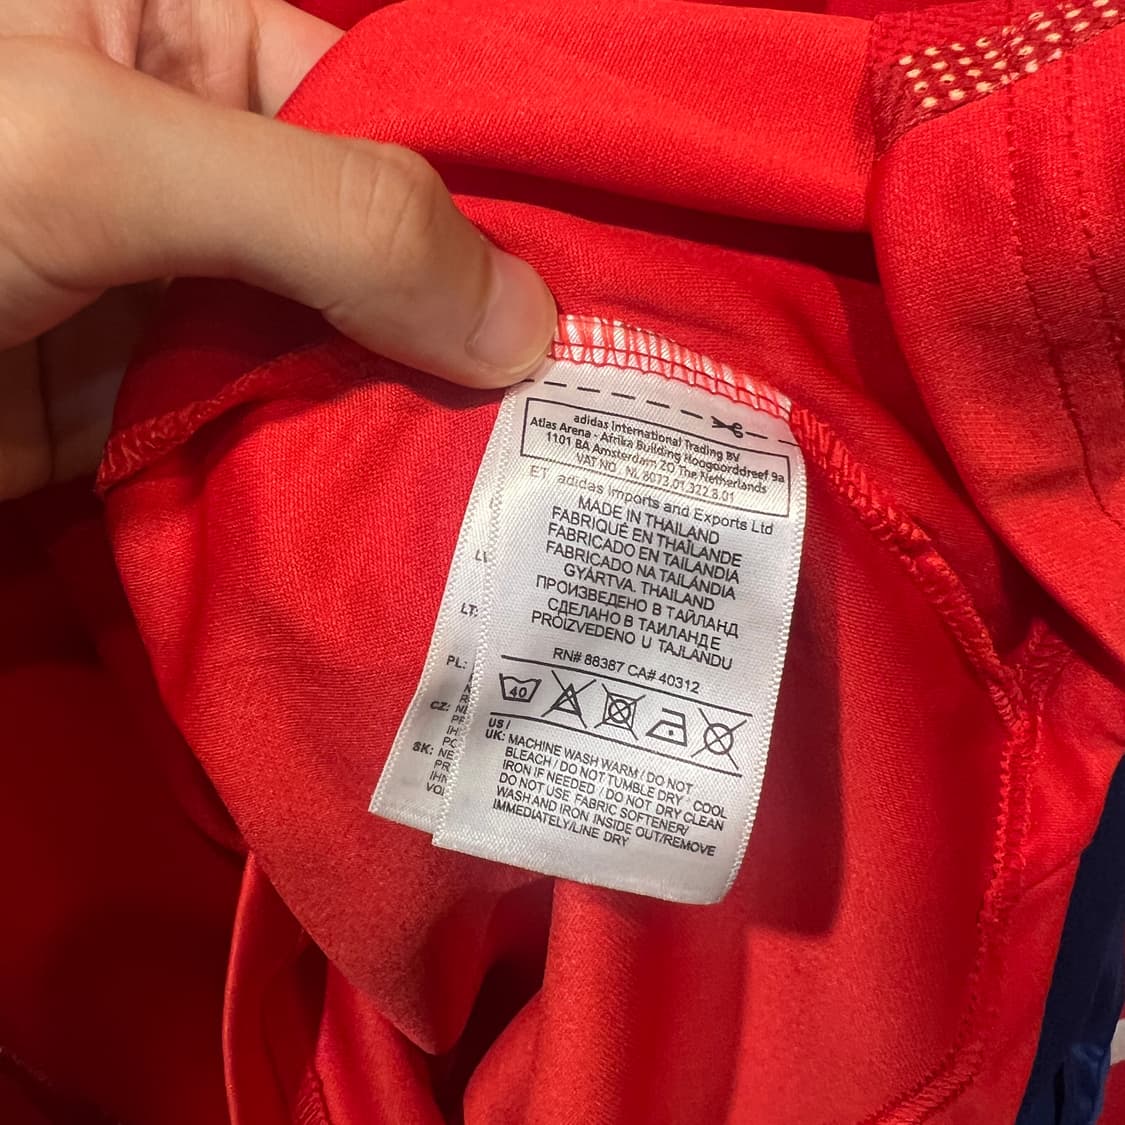 adidas International Trading BV
Atlas Arena - Afrika Building Hoogoorddreef 9a
1101 BA Amsterdam ZO The Netherlands
VAT NO. NL 8073.01.322.B.01
ET adidas Imports and Exports Ltd
MADE IN THAILAND
FABRIQUÉ EN THAÏLANDE
FABRICADO EN TAILANDIA
FABRICADO NA TAILÂNDIA
GYÁRTVA. THAILAND
ПРОИЗВЕДЕНО В ТАЙЛАНД
СДЕЛАНО В ТАИЛАНДЕ
PROIZVEDENO U TAJLANDU
RN# 88387 CA# 40312
40
US /
UK: MACHINE WASH WARM / DO NOT
BLEACH / DO NOT TUMBLE DRY / COOL
IRON IF NEEDED / DO NOT DRY CLEAN
DO NOT USE FABRIC SOFTENER/
WASH AND IRON INSIDE OUT/REMOVE
IMMEDIATELY/LINE DRY
LT:
PL:
CZ: NE
SK: NE
PR